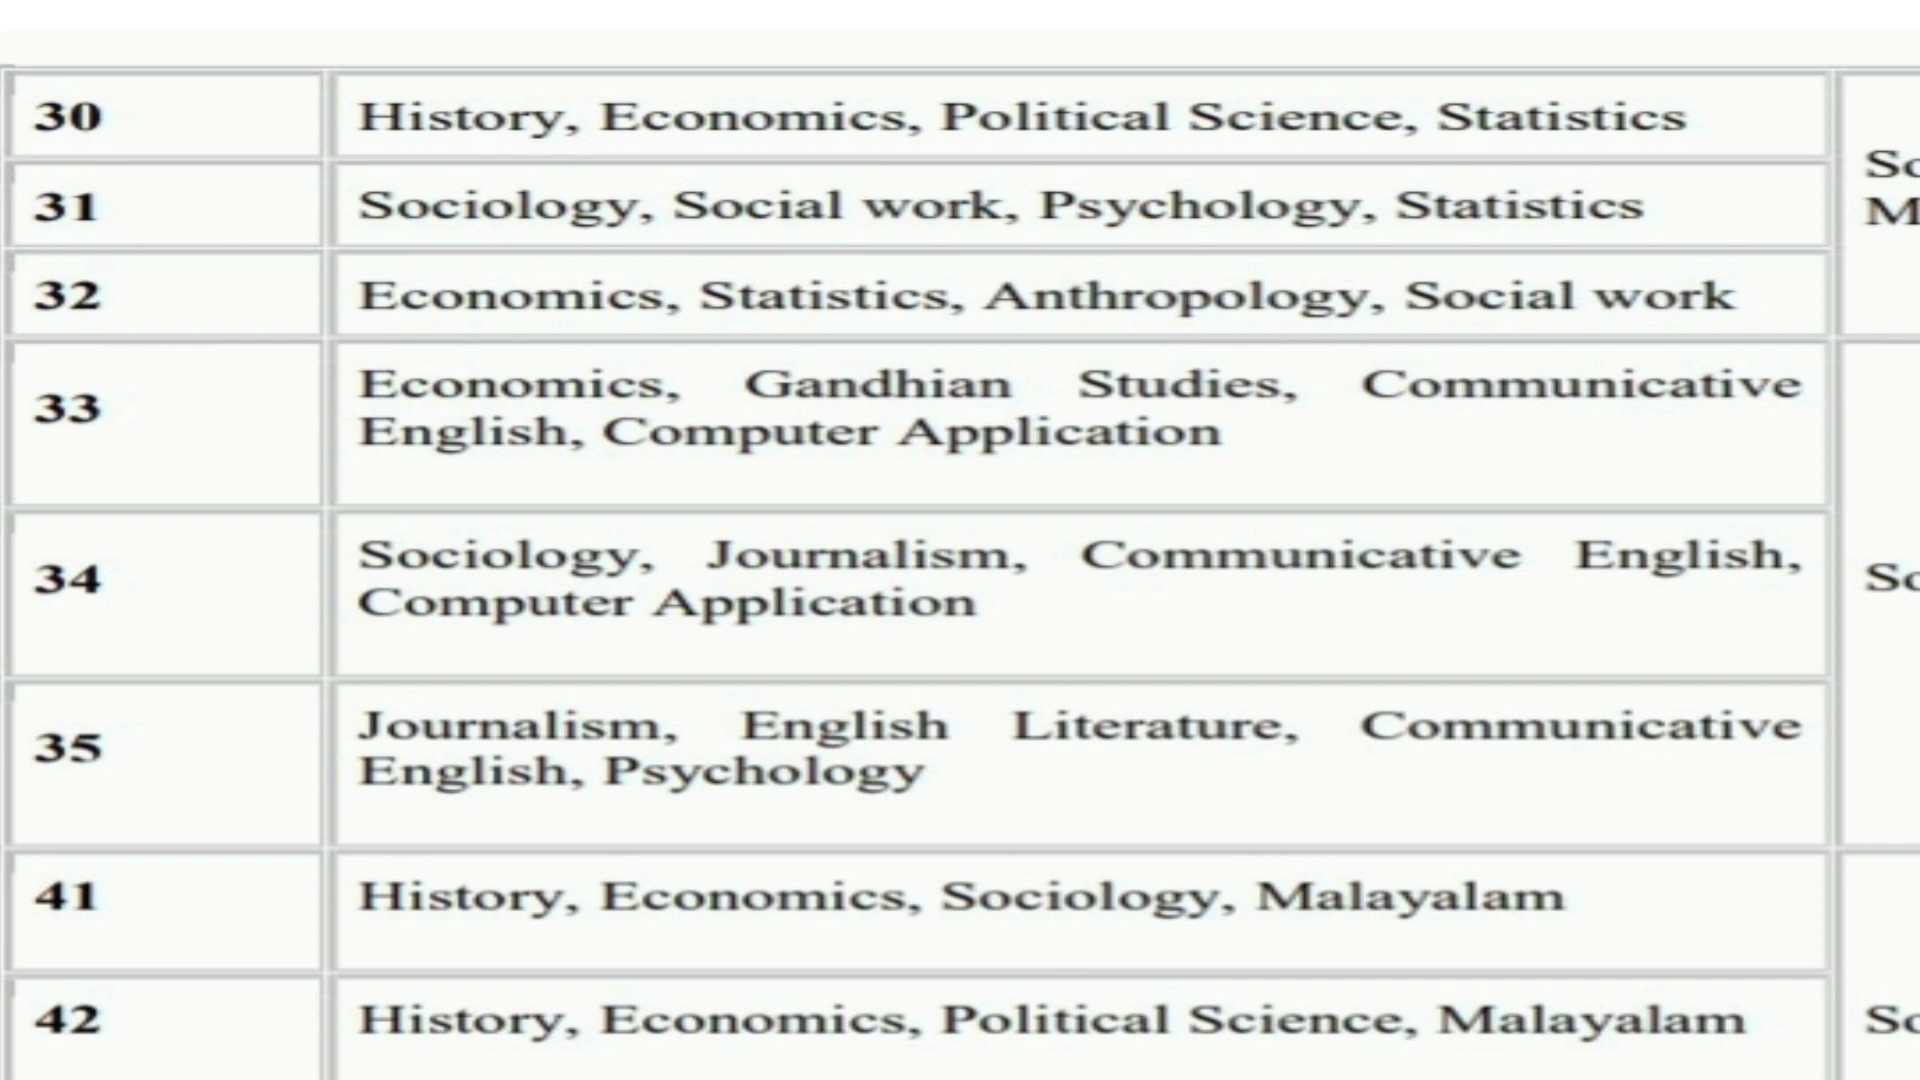 30 History, Economics, Political Science, Statistics
31 Sociology, Social work, Psychology, Statistics
32 Economics, Statistics, Anthropology, Social work
33 Economics, Gandhian Studies, Communicative
English, Computer Application
34 Sociology, Journalism, Communicative English,
Computer Application
35 Journalism, English Literature, Communicative
English, Psychology
41 History, Economics, Sociology, Malayalam
42 History, Economics, Political Science, Malayalam